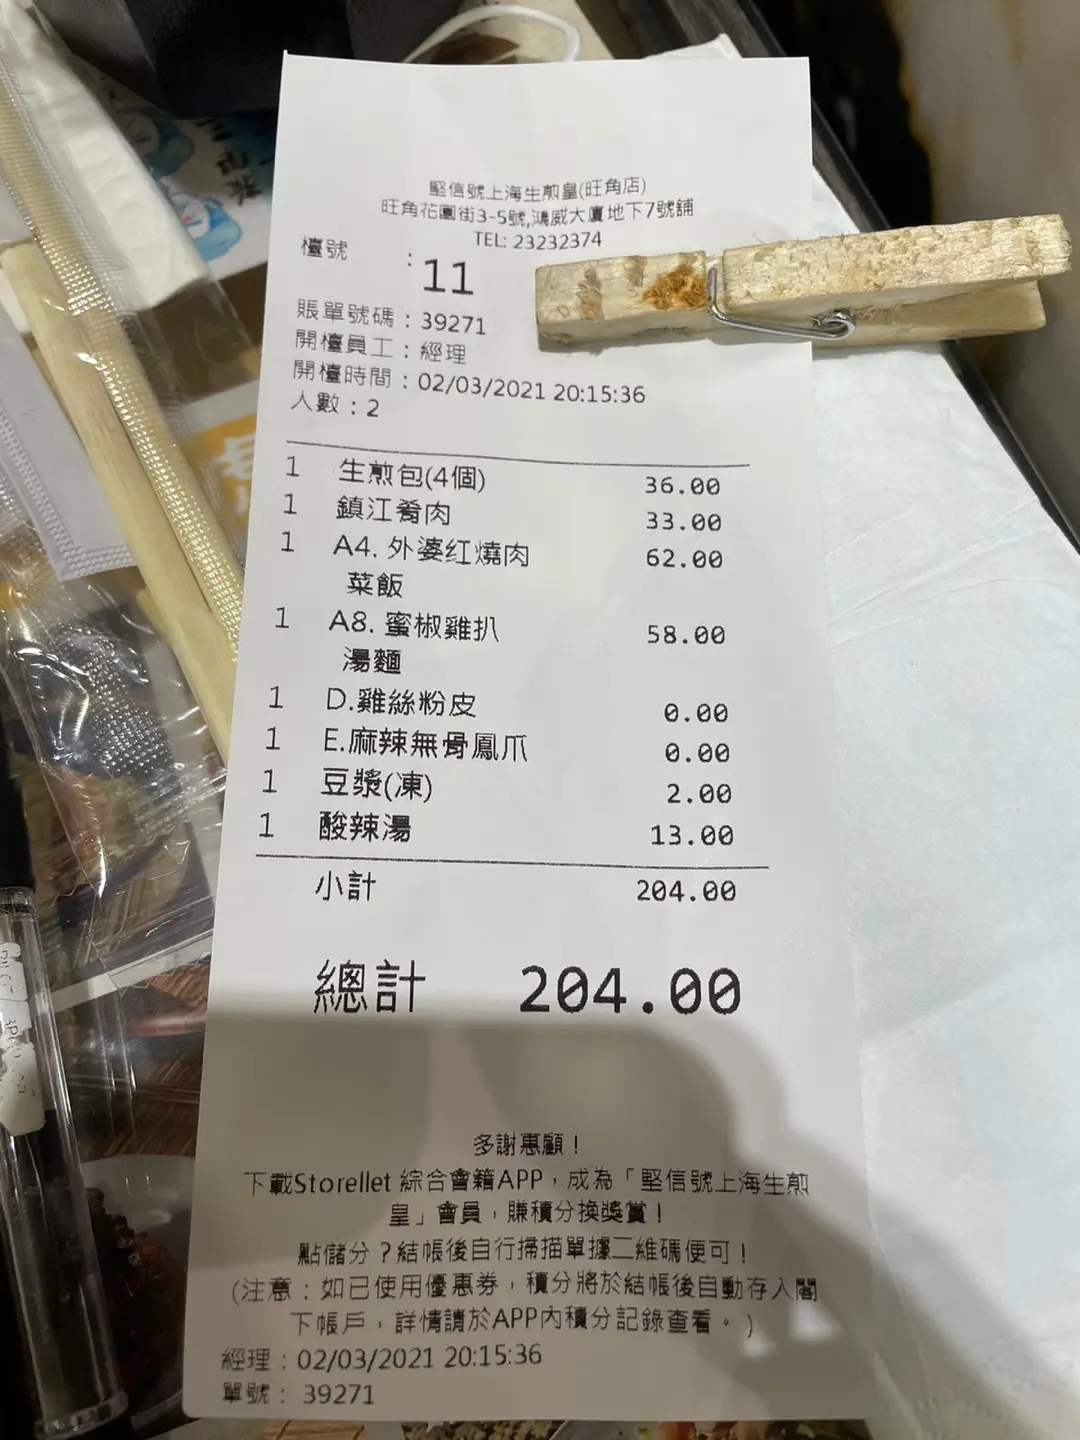 堅信號上海生煎皇(旺角店)
旺角花園街3-5號,鴻威大廈地下7號舖
TEL: 23232374
檯號 : 11
賬單號碼 : 39271
開檯員工 : 經理
開檯時間 : 02/03/2021 20:15:36
人數 : 2
1 生煎包(4個) 36.00
1 鎮江肴肉 33.00
1 A4. 外婆紅燒肉 62.00
菜飯
1 A8. 蜜椒雞扒 58.00
湯麵
1 D.雞絲粉皮 0.00
1 E.麻辣無骨鳳爪 0.00
1 豆漿(凍) 2.00
1 酸辣湯 13.00
小計 204.00
總計 204.00
多謝惠顧！
下載Storellet 綜合會籍APP，成為「堅信號上海生煎
皇」會員，賺積分換獎賞！
點儲分？結帳後自行掃描單據二維碼便可！
(注意：如已使用優惠券，積分將於結帳後自動存入閣
下帳戶，詳情請於APP內積分記錄查看。)
經理 : 02/03/2021 20:15:36
單號 : 39271